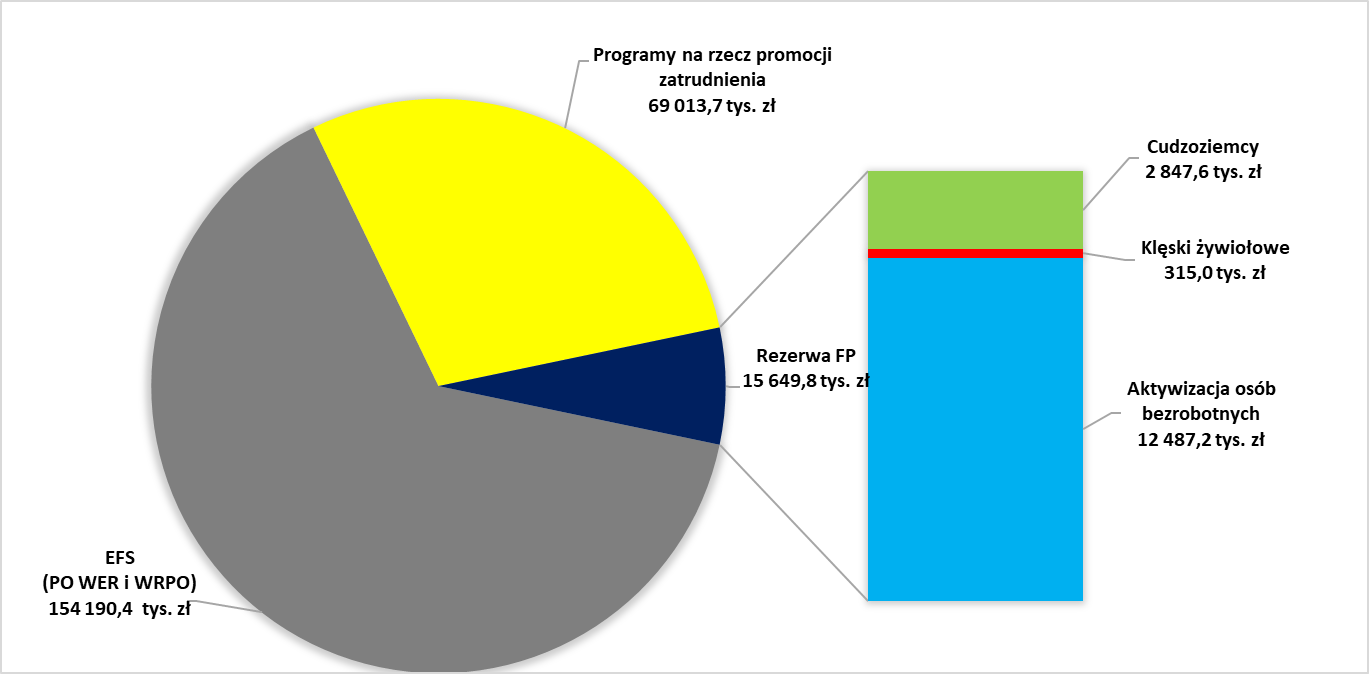 Programy na rzecz promocji
zatrudnienia
69 013,7 tys. zł
Cudzoziemcy
2 847,6 tys. zł
Klęski żywiołowe
315,0 tys. zł
Rezerwa FP
15 649,8 tys. zł
Aktywizacja osób
bezrobotnych
12 487,2 tys. zł
EFS
(PO WER i WRPO)
154 190,4 tys. zł